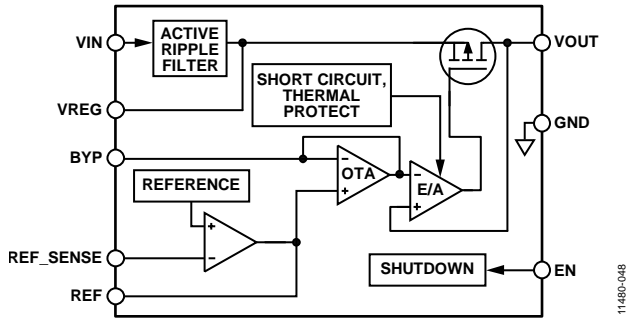 VIN
ACTIVE
RIPPLE
FILTER
VOUT
SHORT CIRCUIT,
THERMAL
PROTECT
VREG
GND
BYP
REFERENCE
–
OTA
+
–
E/A
+
+
–
REF_SENSE
SHUTDOWN
EN
REF
11480-048